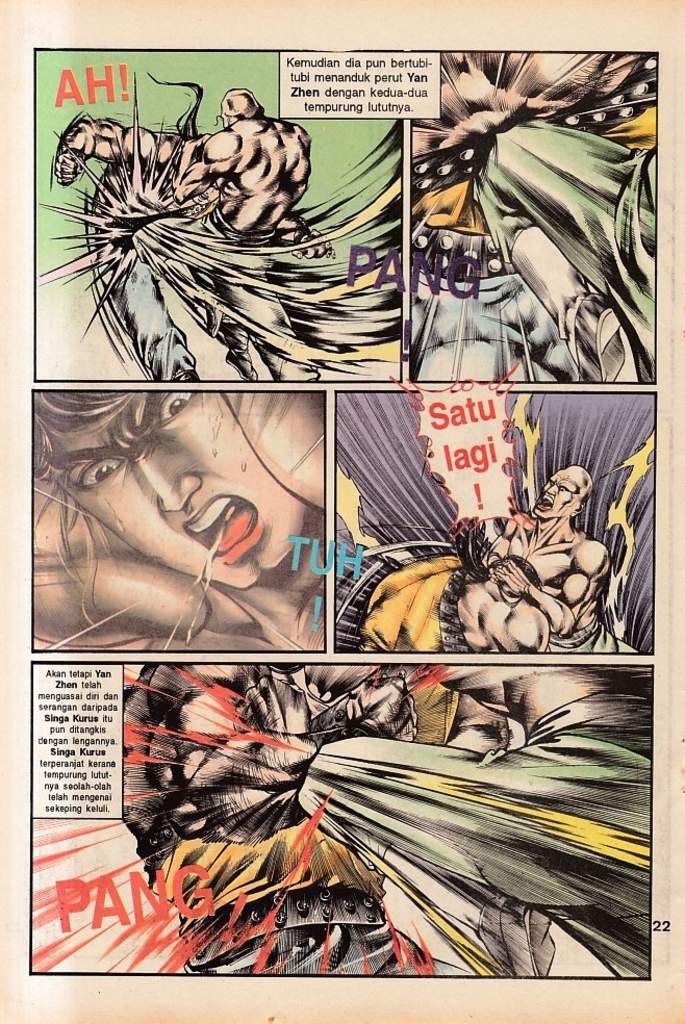 AH!
Kemudian dia pun bertubi-
tubi menanduk perut Yan
Zhen dengan kedua-dua
tempurung lututnya.
PANG
!
TUH
!
Satu
lagi
!
Akan tetapi Yan
Zhen telah
menguasai diri dan
serangan daripada
Singa Kurus itu
pun ditangkis
dengan lengannya.
Singa Kurus
terperanjat kerana
tempurung lutut-
nya seolah-olah
telah mengenai
sekeping keluli.
PANG
22